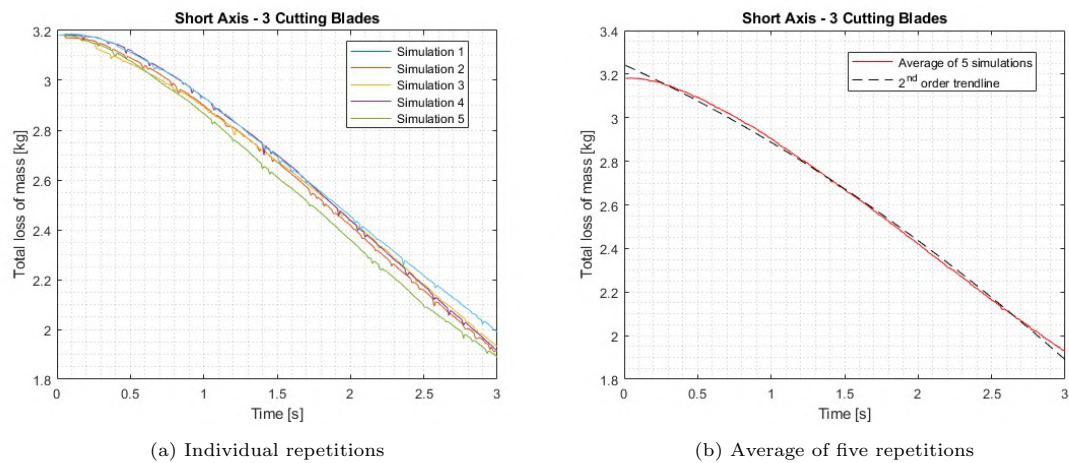 Short Axis - 3 Cutting Blades
Total loss of mass [kg]
3.2
3
2.8
2.6
2.4
2.2
2
1.8
Simulation 1
Simulation 2
Simulation 3
Simulation 4
Simulation 5
0 0.5 1 1.5 2 2.5 3
Time [s]
(a) Individual repetitions
Short Axis - 3 Cutting Blades
Total loss of mass [kg]
3.4
3.2
3
2.8
2.6
2.4
2.2
2
1.8
Average of 5 simulations
2nd order trendline
0 0.5 1 1.5 2 2.5 3
Time [s]
(b) Average of five repetitions